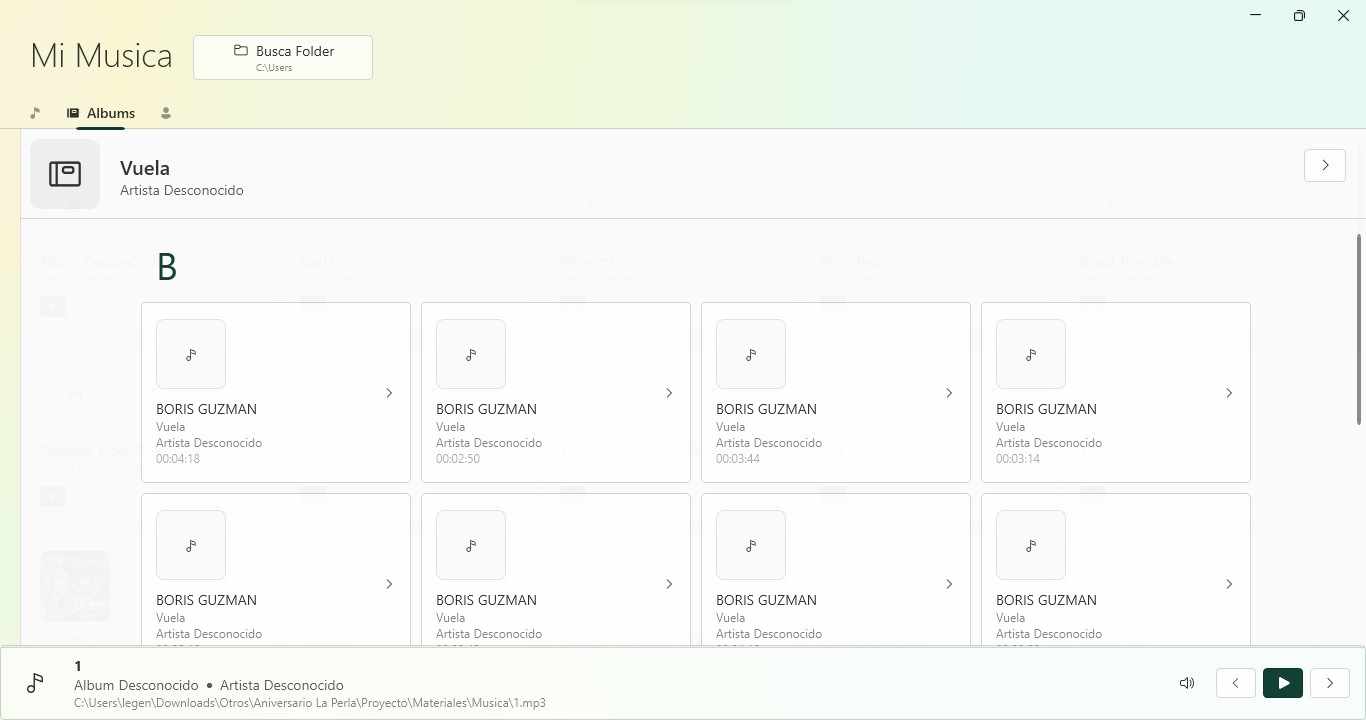 Mi Musica
Busca Folder
C:\Users
Albums
Vuela
Artista Desconocido
B
BORIS GUZMAN
Vuela
Artista Desconocido
00:04:18
BORIS GUZMAN
Vuela
Artista Desconocido
00:02:50
BORIS GUZMAN
Vuela
Artista Desconocido
00:03:44
BORIS GUZMAN
Vuela
Artista Desconocido
00:03:14
BORIS GUZMAN
Vuela
Artista Desconocido
BORIS GUZMAN
Vuela
Artista Desconocido
BORIS GUZMAN
Vuela
Artista Desconocido
BORIS GUZMAN
Vuela
Artista Desconocido
1
Album Desconocido • Artista Desconocido
C:\Users\legen\Downloads\Otros\Aniversario La Perla\Proyecto\Materiales\Musica\1.mp3